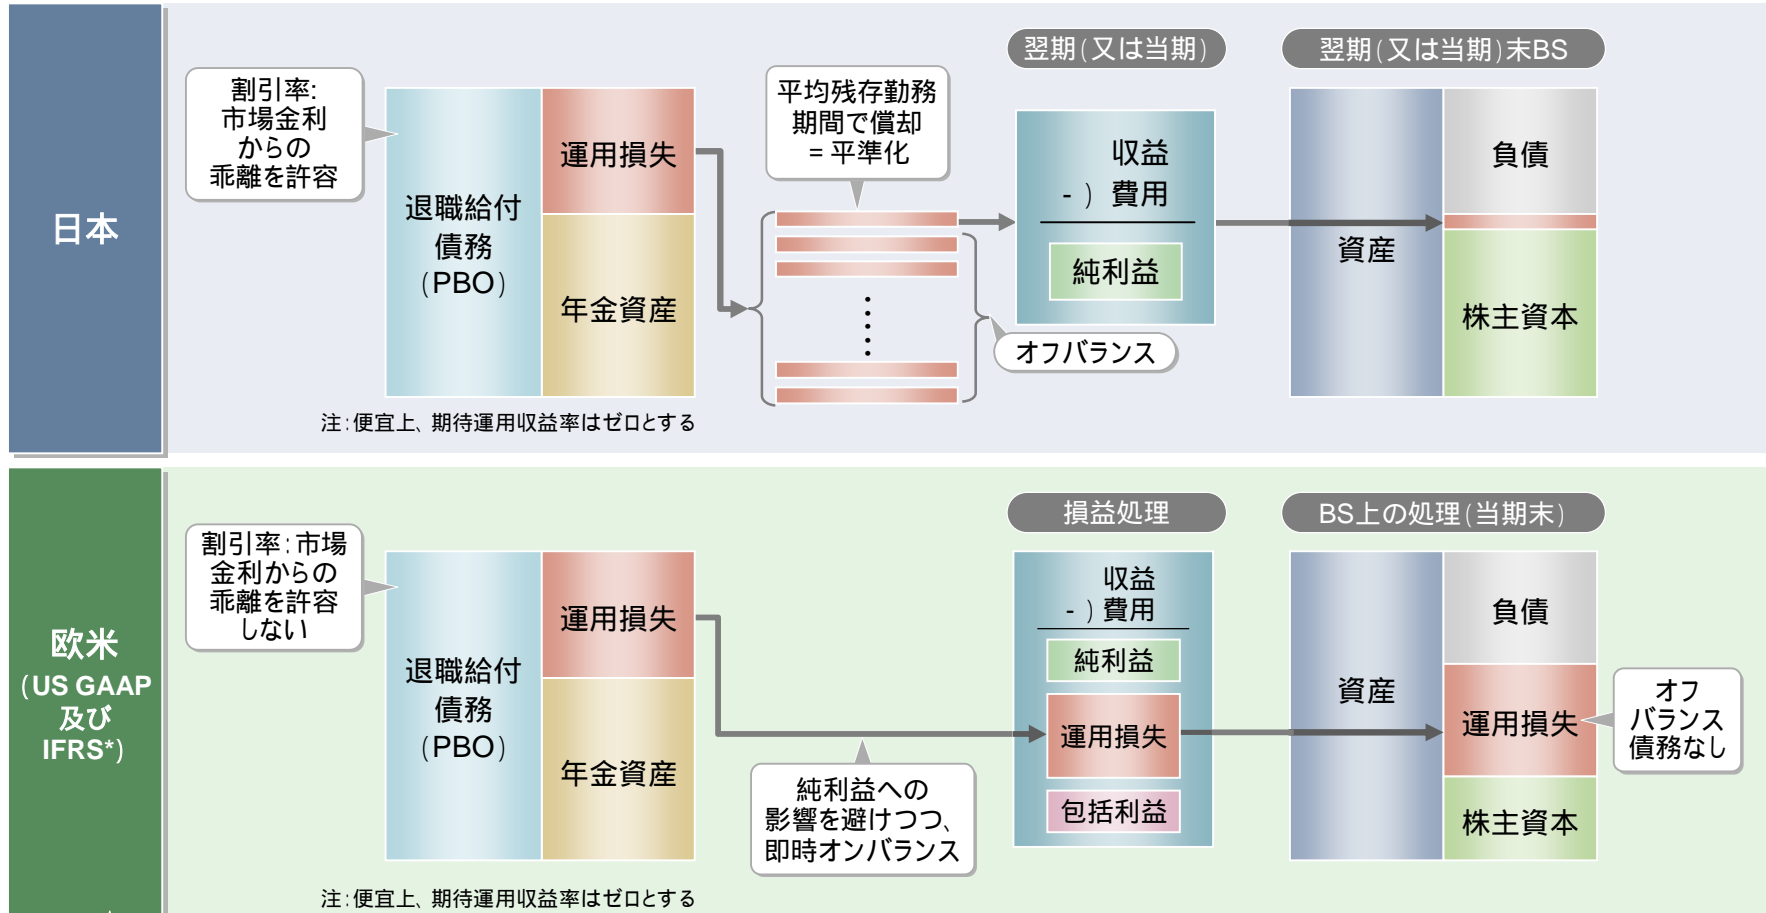 日本
割引率:
市場金利
からの
乖離を許容
退職給付
債務
(PBO)
運用損失
年金資産
注:便宜上、期待運用収益率はゼロとする
平均残存勤務
期間で償却
= 平準化
オフバランス
翌期(又は当期)
収益
-)費用
純利益
翌期(又は当期)末BS
資産
負債
株主資本
欧米
(US GAAP
及び
IFRS*)
割引率:市場
金利からの
乖離を許容
しない
退職給付
債務
(PBO)
運用損失
年金資産
注:便宜上、期待運用収益率はゼロとする
純利益への
影響を避けつつ、
即時オンバランス
損益処理
収益
-)費用
純利益
運用損失
包括利益
BS上の処理(当期末)
資産
負債
運用損失
株主資本
オフ
バランス
債務なし